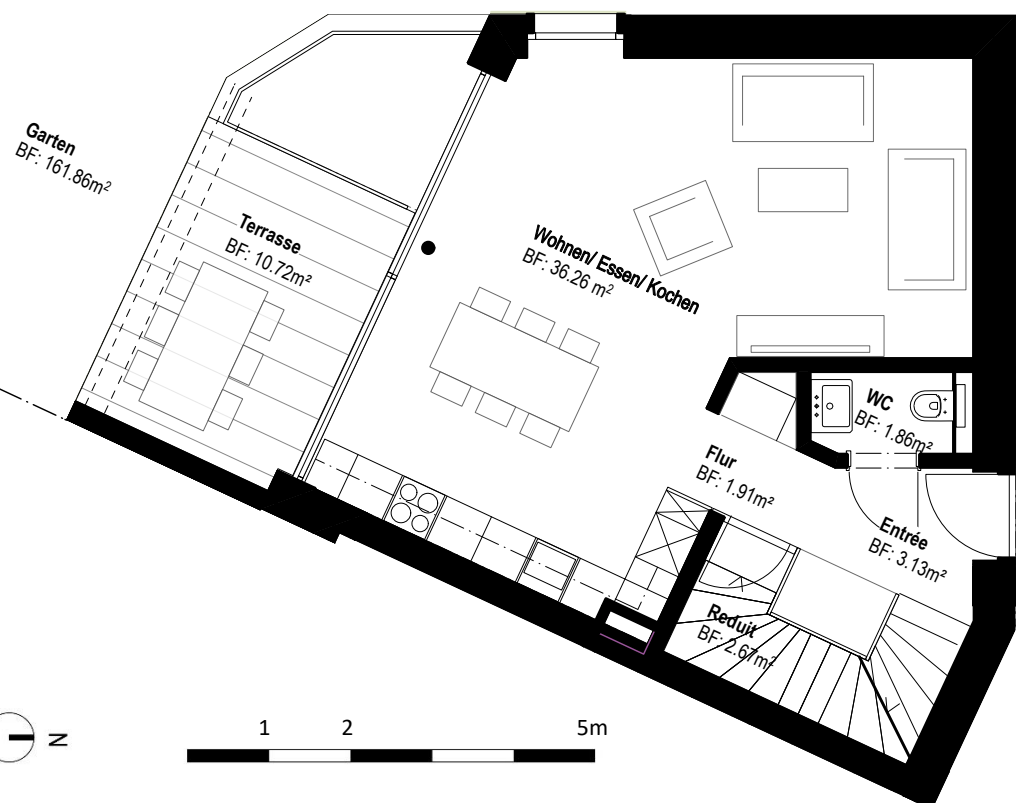 Garten
BF: 161.86m²
Terrasse
BF: 10.72m²
Wohnen/ Essen/ Kochen
BF: 36.26 m²
WC
BF: 1.86m²
Flur
BF: 1.91m²
Entrée
BF: 3.13m²
Reduit
BF: 2.67m²
N
1 2 5m